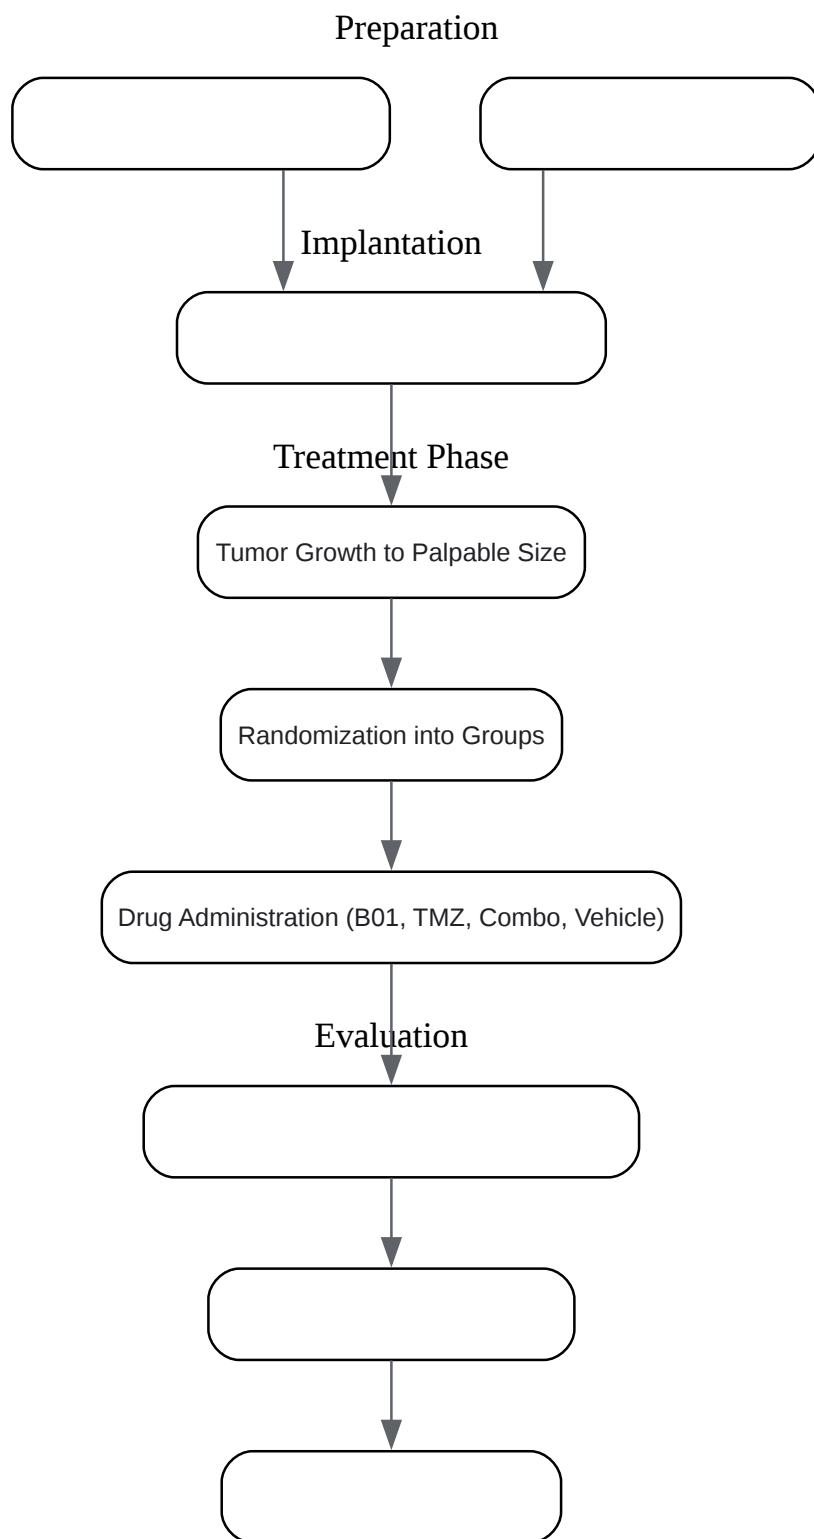 Preparation
Implantation
Treatment Phase
Tumor Growth to Palpable Size
Randomization into Groups
Drug Administration (B01, TMZ, Combo, Vehicle)
Evaluation